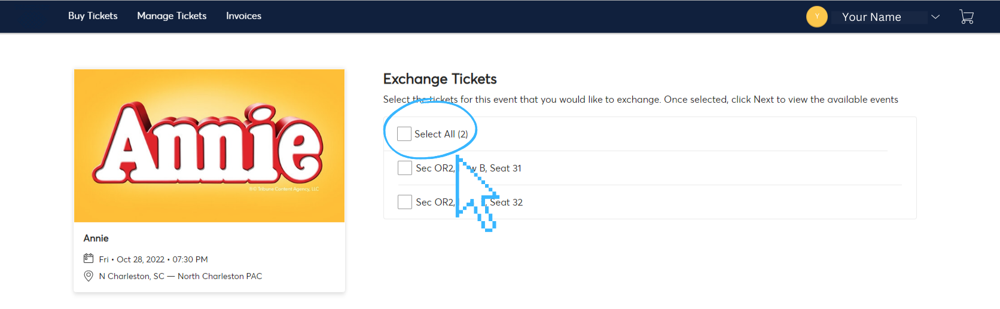 Buy Tickets Manage Tickets Invoices Y Your Name
Annie
®© Tribune Content Agency, LLC
Annie
Fri • Oct 28, 2022 • 07:30 PM
N Charleston, SC — North Charleston PAC
Exchange Tickets
Select the tickets for this event that you would like to exchange. Once selected, click Next to view the available events
Select All (2)
Sec OR2, B, Seat 31
Sec OR2, Seat 32